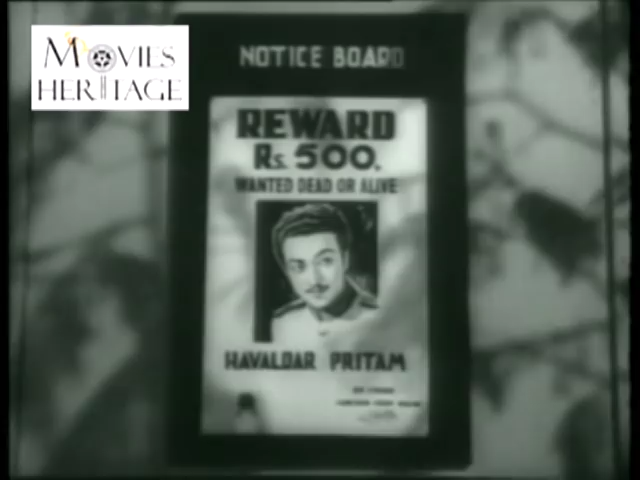 MOVIES
HERITAGE
NOTICE BOARD
REWARD
Rs. 500.
WANTED DEAD OR ALIVE
HAVALDAR PRITAM